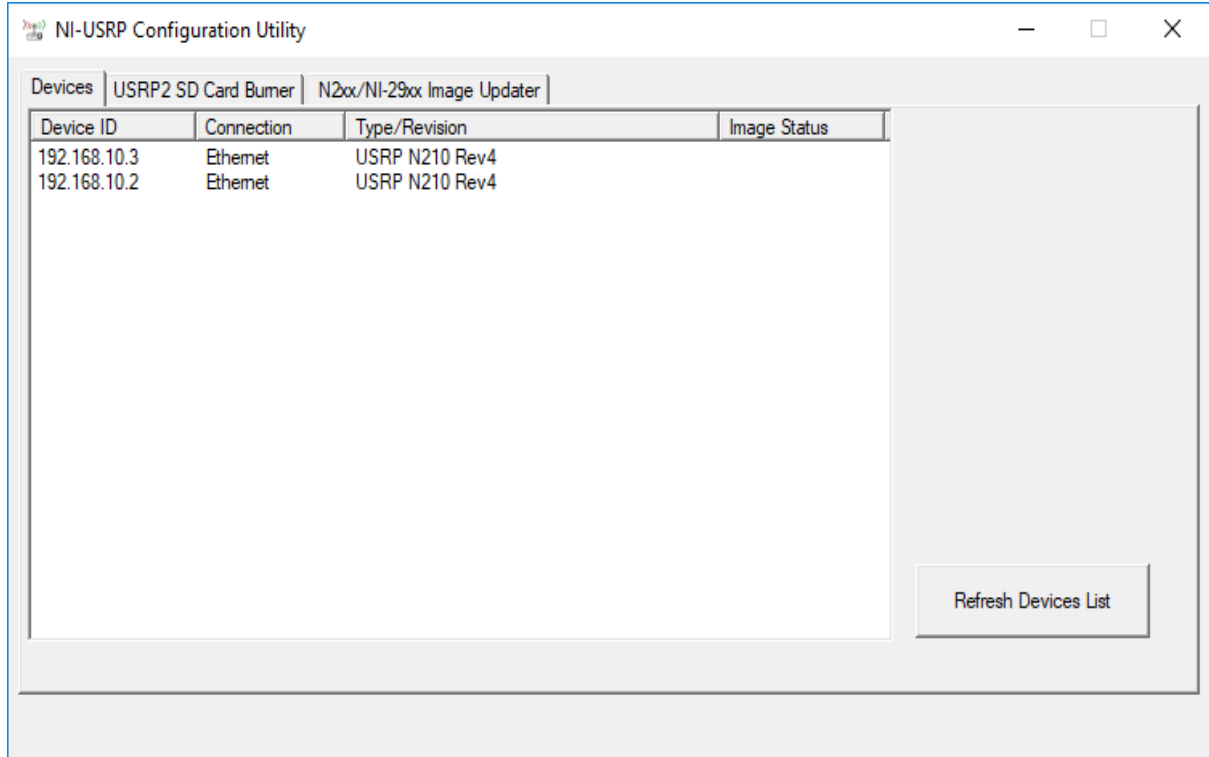 NI-USRP Configuration Utility
Devices USRP2 SD Card Burner N2xx/NI-29xx Image Updater
Device ID Connection Type/Revision Image Status
192.168.10.3 Ethernet USRP N210 Rev4
192.168.10.2 Ethernet USRP N210 Rev4
Refresh Devices List